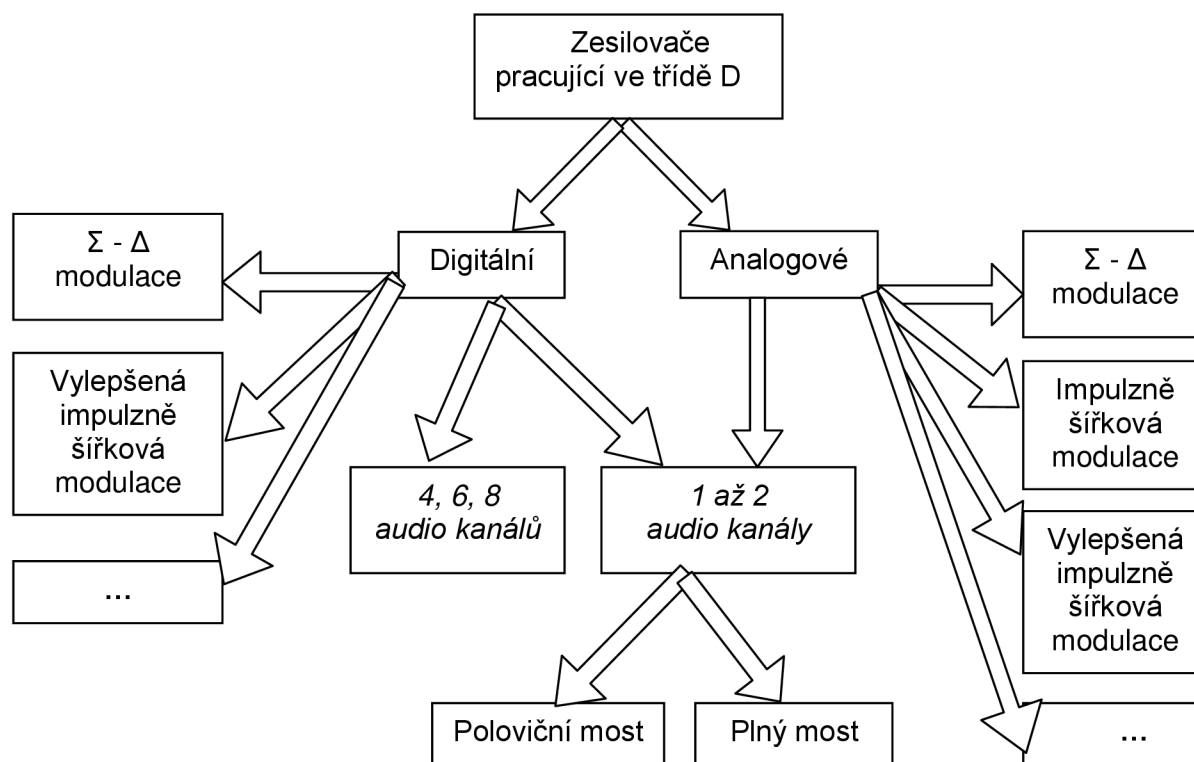 Zesilovače
pracující ve třídě D
Σ - Δ
modulace
Digitální
Analogové
Σ - Δ
modulace
Vylepšená
impulzně
šířková
modulace
Impulzně
šířková
modulace
4, 6, 8
audio kanálů
1 až 2
audio kanály
Vylepšená
impulzně
šířková
modulace
...
Poloviční most
Plný most
...